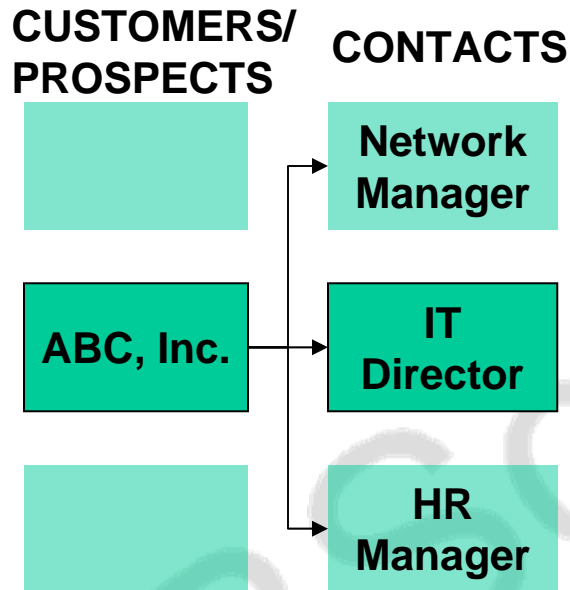 CUSTOMERS/
PROSPECTS
CONTACTS
Network
Manager
ABC, Inc.
IT
Director
HR
Manager